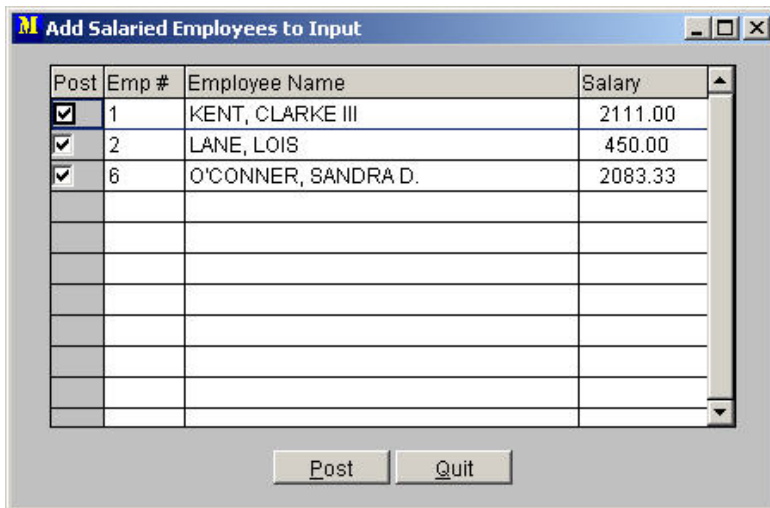 M Add Salaried Employees to Input
Post Emp # Employee Name Salary
1 KENT, CLARKE III 2111.00
2 LANE, LOIS 450.00
6 O'CONNER, SANDRA D. 2083.33
Post Quit